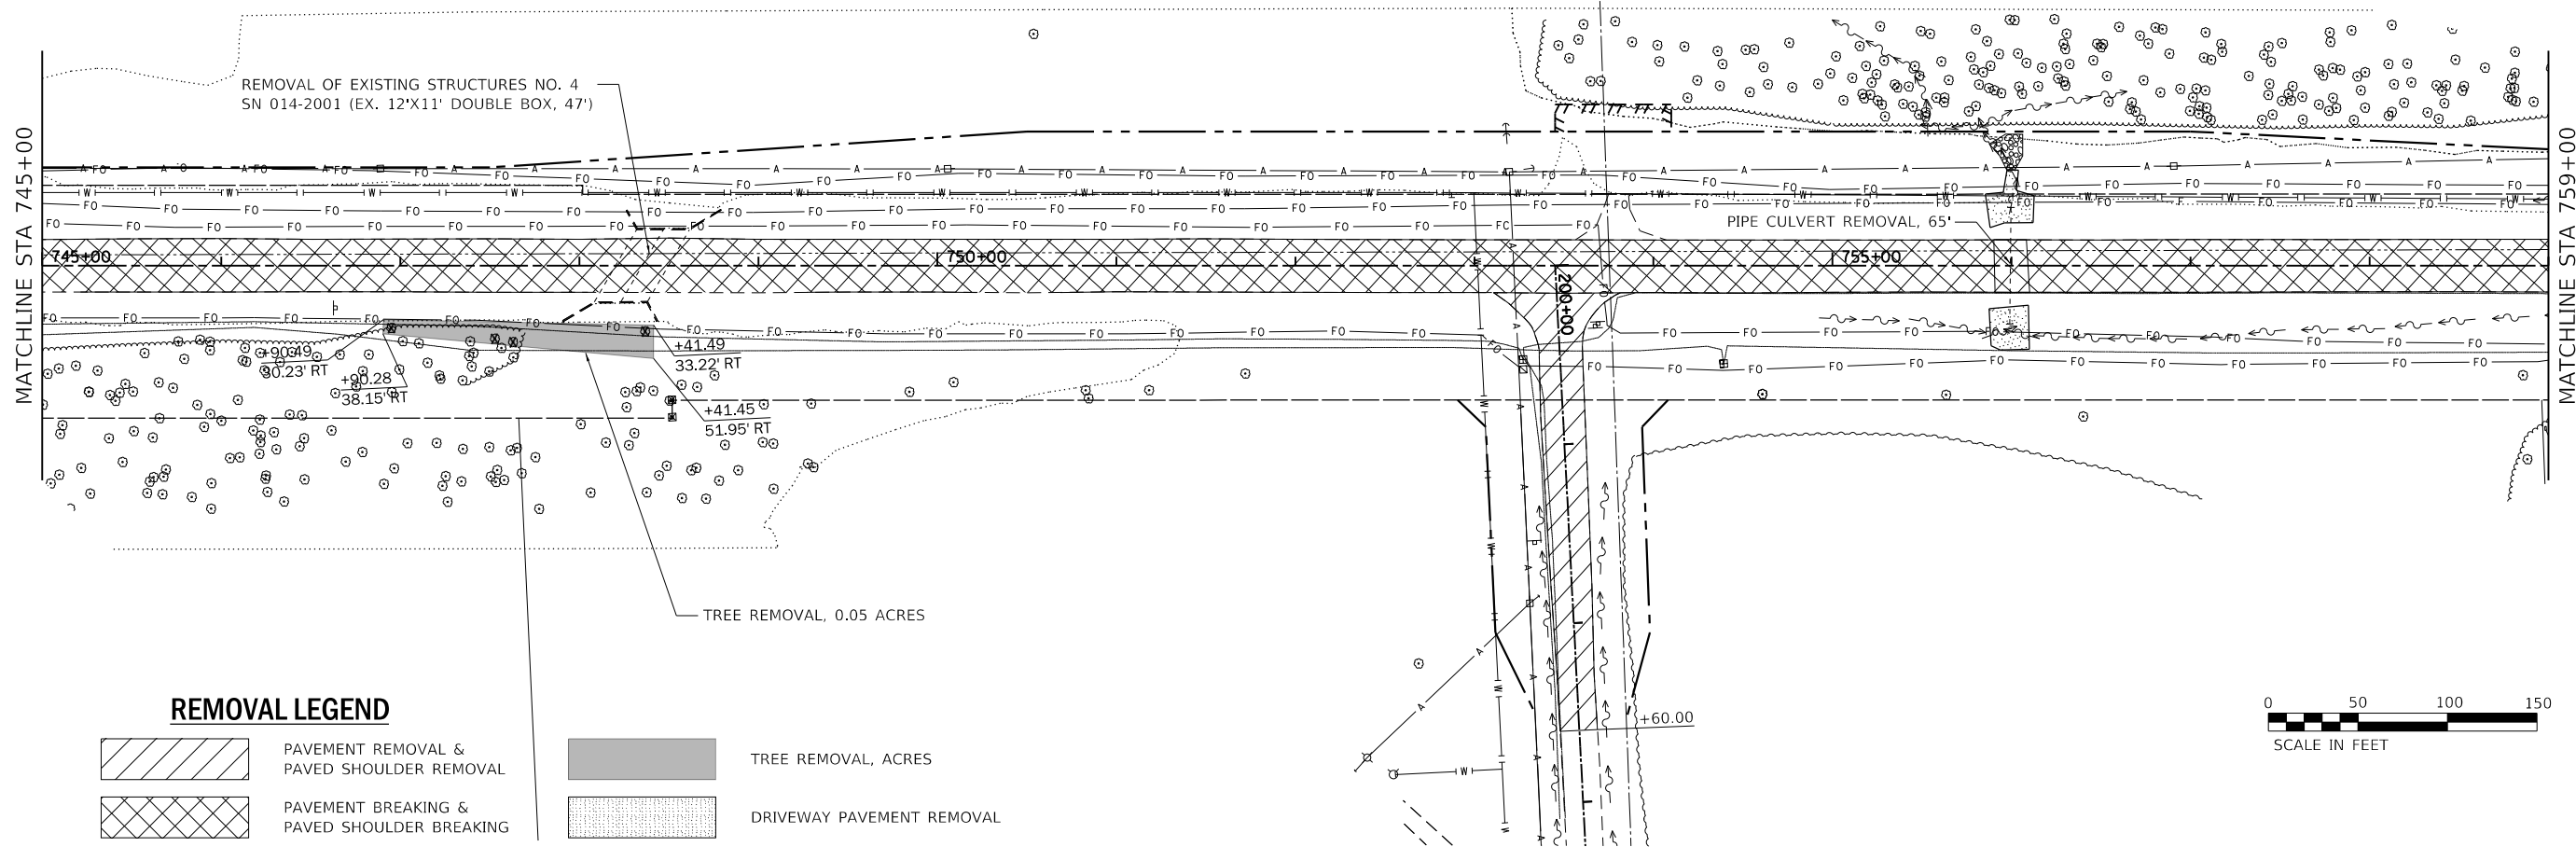 REMOVAL OF EXISTING STRUCTURES NO. 4
SN 014-2001 (EX. 12'X11' DOUBLE BOX, 47')
MATCHLINE STA 745+00
MATCHLINE STA 759+00
PIPE CULVERT REMOVAL, 65'
745+00
750+00
755+00
200+00
+90.49
30.23' RT
+90.28
38.15' RT
+41.49
33.22' RT
+41.45
51.95' RT
TREE REMOVAL, 0.05 ACRES
+60.00
REMOVAL LEGEND
PAVEMENT REMOVAL &
PAVED SHOULDER REMOVAL
TREE REMOVAL, ACRES
PAVEMENT BREAKING &
PAVED SHOULDER BREAKING
DRIVEWAY PAVEMENT REMOVAL
0 50 100 150
SCALE IN FEET